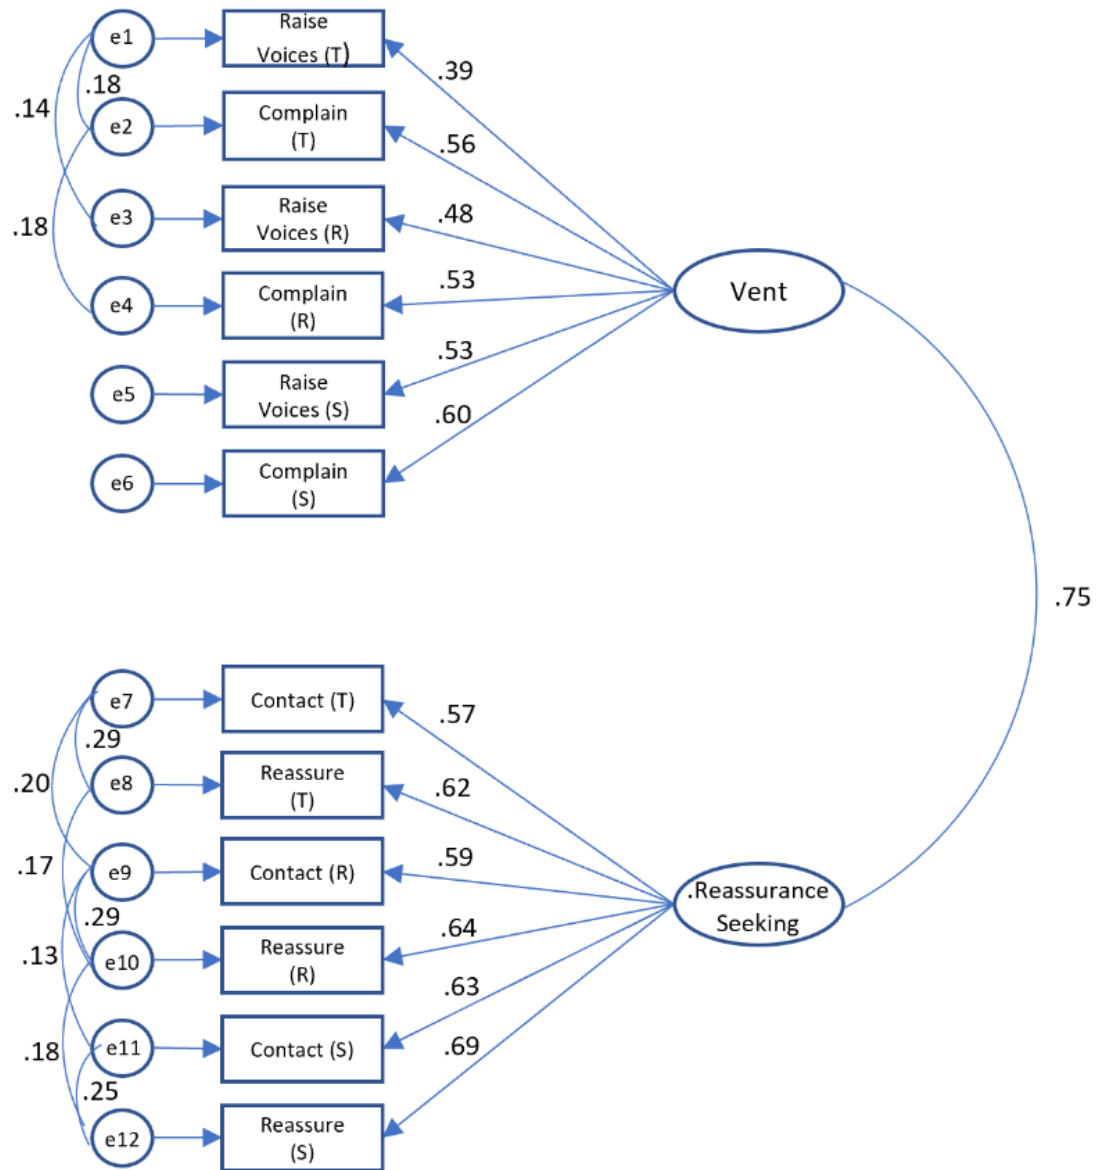 e1
Raise
Voices (T)
.39
.18
.14
e2
Complain
(T)
.56
e3
Raise
Voices (R)
.48
.18
e4
Complain
(R)
.53
Vent
e5
Raise
Voices (S)
.53
e6
Complain
(S)
.60
.75
e7
Contact (T)
.57
.29
.20
e8
Reassure
(T)
.62
e9
Contact (R)
.59
.17
.29
.Reassurance
Seeking
e10
Reassure
(R)
.64
.13
e11
Contact (S)
.63
.18
.25
e12
Reassure
(S)
.69